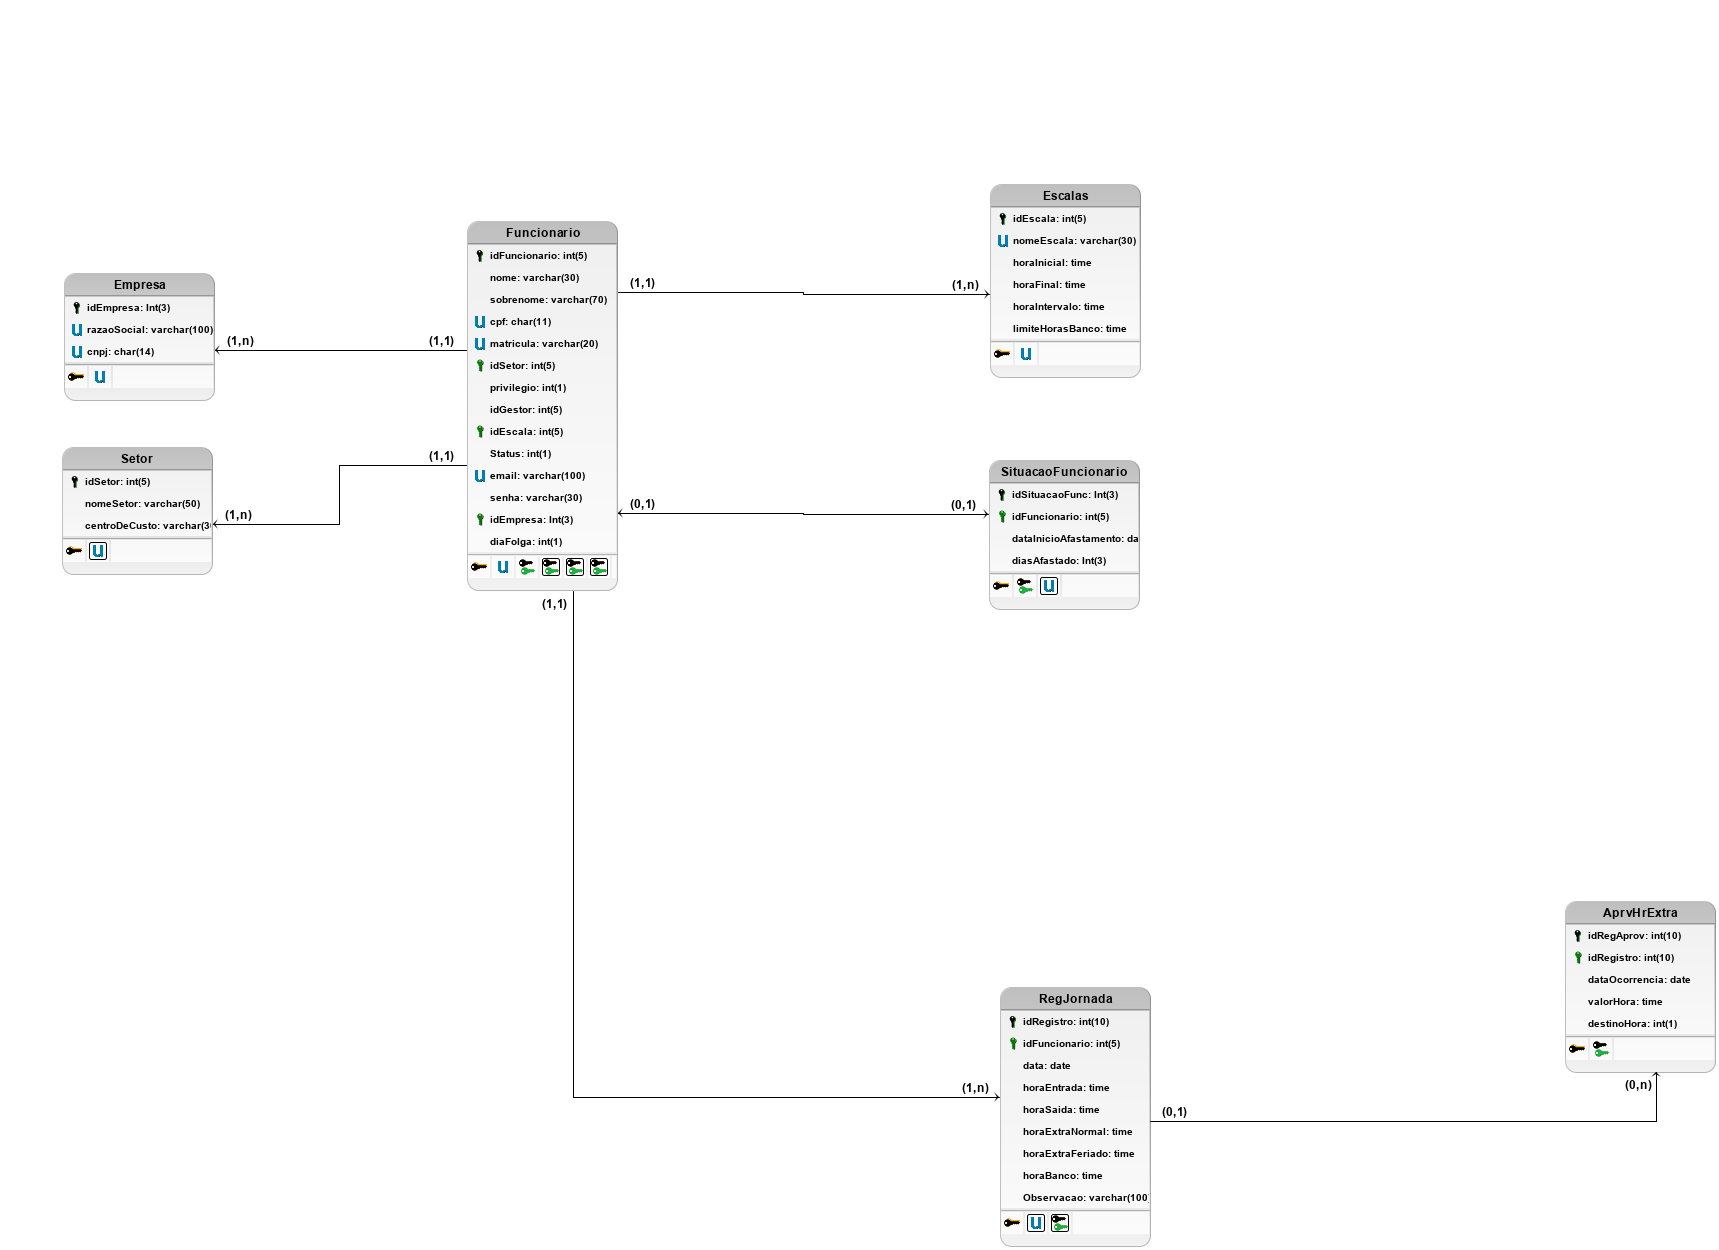 Escalas
idEscala: int(5)
nomeEscala: varchar(30)
horaInicial: time
horaFinal: time
horaIntervalo: time
limiteHorasBanco: time
Funcionario
idFuncionario: int(5)
nome: varchar(30)
sobrenome: varchar(70)
cpf: char(11)
matricula: varchar(20)
idSetor: int(5)
privilegio: int(1)
idGestor: int(5)
idEscala: int(5)
Status: int(1)
email: varchar(100)
senha: varchar(30)
idEmpresa: Int(3)
diaFolga: int(1)
(1,1)
(1,n)
Empresa
idEmpresa: Int(3)
razaoSocial: varchar(100)
cnpj: char(14)
(1,n)
(1,1)
Setor
idSetor: int(5)
nomeSetor: varchar(50)
centroDeCusto: varchar(3
(1,n)
(1,1)
SituacaoFuncionario
idSituacaoFunc: Int(3)
idFuncionario: int(5)
dataInicioAfastamento: da
diasAfastado: Int(3)
(0,1)
(0,1)
(1,1)
(1,n)
AprvHrExtra
idRegAprov: int(10)
idRegistro: int(10)
dataOcorrencia: date
valorHora: time
destinoHora: int(1)
RegJornada
idRegistro: int(10)
idFuncionario: int(5)
data: date
horaEntrada: time
horaSaida: time
horaExtraNormal: time
horaExtraFeriado: time
horaBanco: time
Observacao: varchar(100
(0,1)
(0,n)